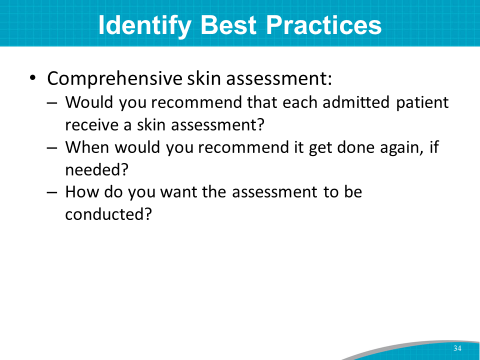 Identify Best Practices
• Comprehensive skin assessment:
– Would you recommend that each admitted patient
receive a skin assessment?
– When would you recommend it get done again, if
needed?
– How do you want the assessment to be
conducted?
34